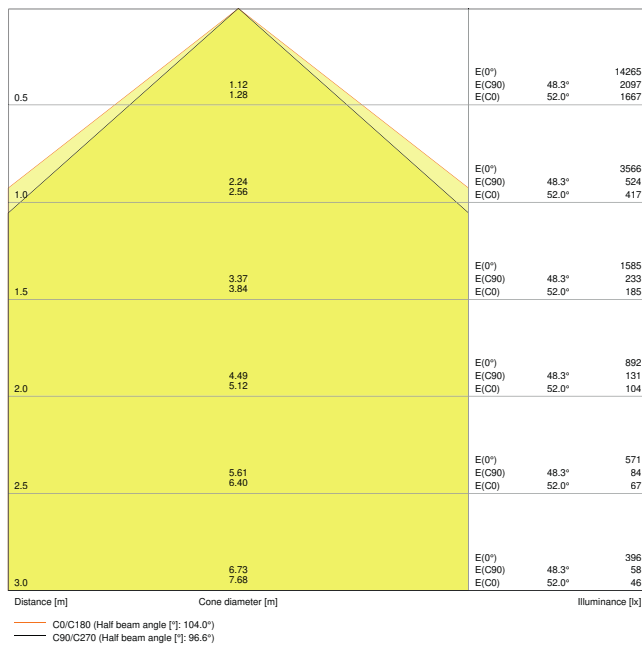 E(0°) 14265
1.12 E(C90) 48.3° 2097
0.5 1.28 E(C0) 52.0° 1667
E(0°) 3566
2.24 E(C90) 48.3° 524
1.0 2.56 E(C0) 52.0° 417
E(0°) 1585
3.37 E(C90) 48.3° 233
1.5 3.84 E(C0) 52.0° 185
E(0°) 892
4.49 E(C90) 48.3° 131
2.0 5.12 E(C0) 52.0° 104
E(0°) 571
5.61 E(C90) 48.3° 84
2.5 6.40 E(C0) 52.0° 67
E(0°) 396
6.73 E(C90) 48.3° 58
3.0 7.68 E(C0) 52.0° 46
Distance [m] Cone diameter [m] Illuminance [lx]
C0/C180 (Half beam angle [°]: 104.0°)
C90/C270 (Half beam angle [°]: 96.6°)